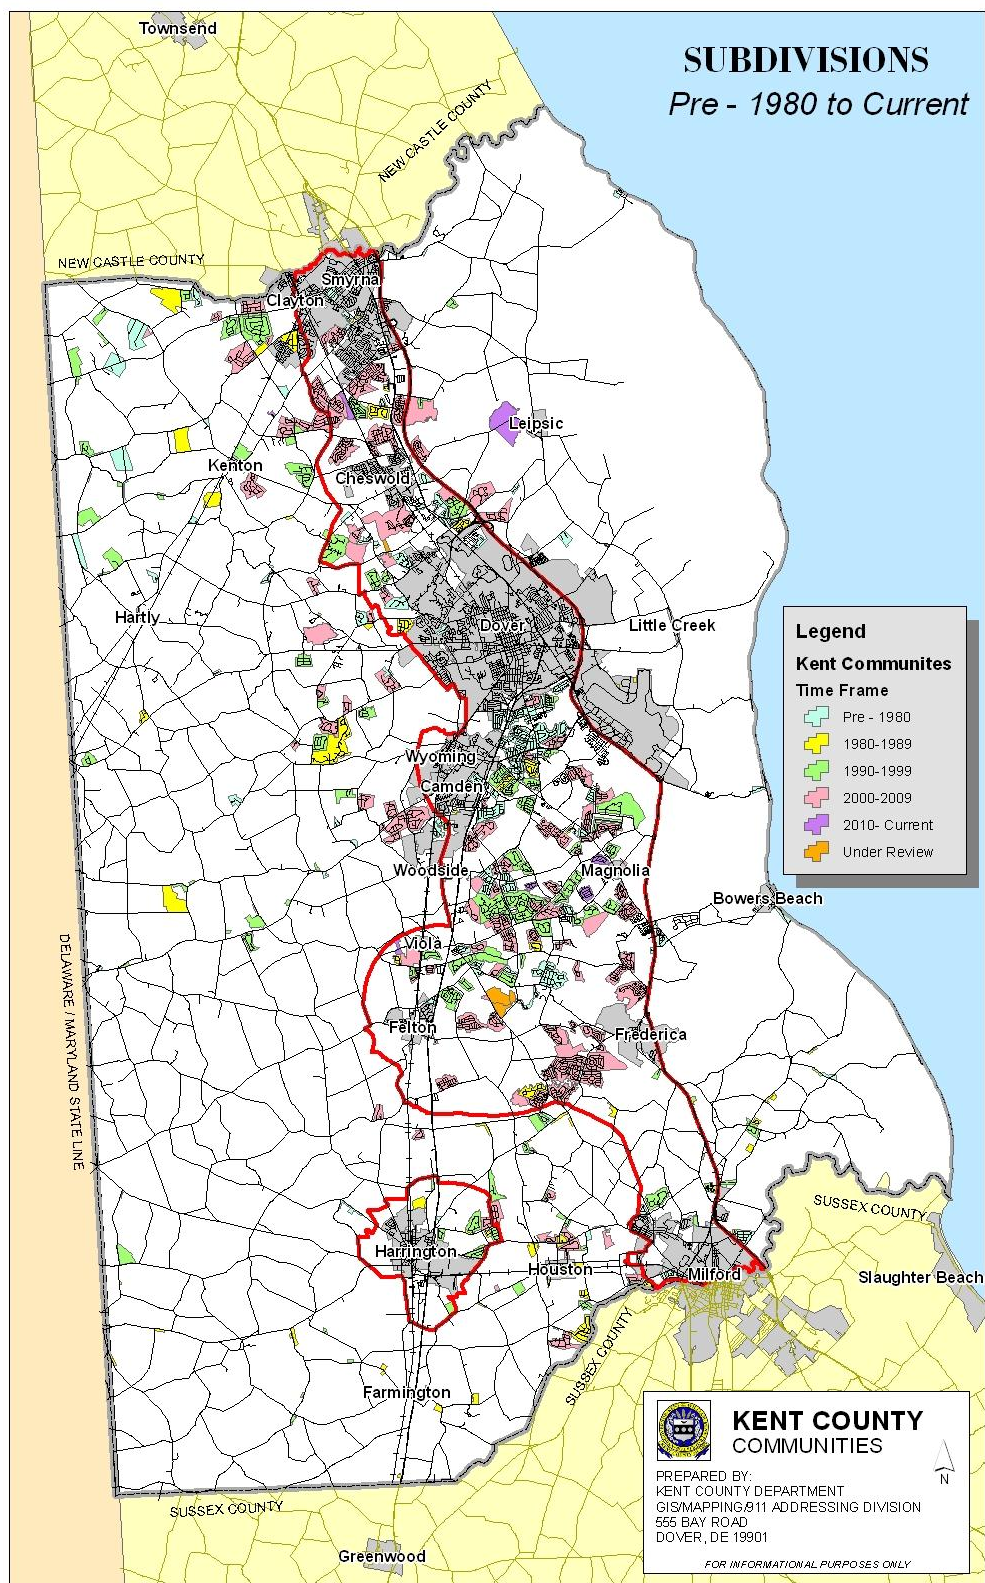 Townsend
SUBDIVISIONS
Pre - 1980 to Current
NEW CASTLE COUNTY
NEW CASTLE COUNTY
Smyrna
Clayton
Leipsic
Kenton
Cheswold
Hartly
Dover
Little Creek
Legend
Kent Communites
Time Frame
Pre - 1980
1980-1989
1990-1999
2000-2009
2010- Current
Under Review
Wyoming
Camden
Woodside
Magnolia
Bowers Beach
Viola
DELAWARE / MARYLAND STATE LINE
Felton
Frederica
SUSSEX COUNTY
Harrington
Houston
Milford
Slaughter Beach
SUSSEX COUNTY
Farmington
KENT COUNTY
COMMUNITIES
N
PREPARED BY:
KENT COUNTY DEPARTMENT
GIS/MAPPING/911 ADDRESSING DIVISION
555 BAY ROAD
DOVER, DE 19901
FOR INFORMATIONAL PURPOSES ONLY
SUSSEX COUNTY
Greenwood